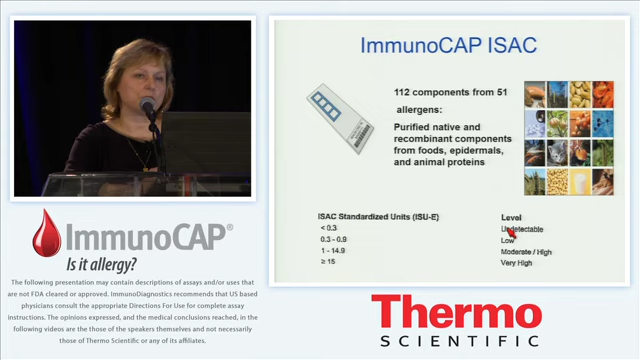 ImmunoCAP ISAC
112 components from 51
allergens:
Purified native and
recombinant components
from foods, epidermals,
and animal proteins
ISAC Standardized Units (ISU-E)
Level
< 0.3
Undetectable
0.3 - 0.9
Low
1 - 14.9
Moderate / High
≥ 15
Very High
ImmunoCAP®
Is it allergy?
The following presentation may contain descriptions of assays and/or uses that
are not FDA cleared or approved. ImmunoDiagnostics recommends that US based
physicians consult the appropriate Directions For Use for complete assay
instructions. The opinions expressed, and the medical conclusions reached, in
the following videos are the those of the speakers themselves and not necessarily
those of Thermo Scientific or any of its affiliates.
Thermo
SCIENTIFIC